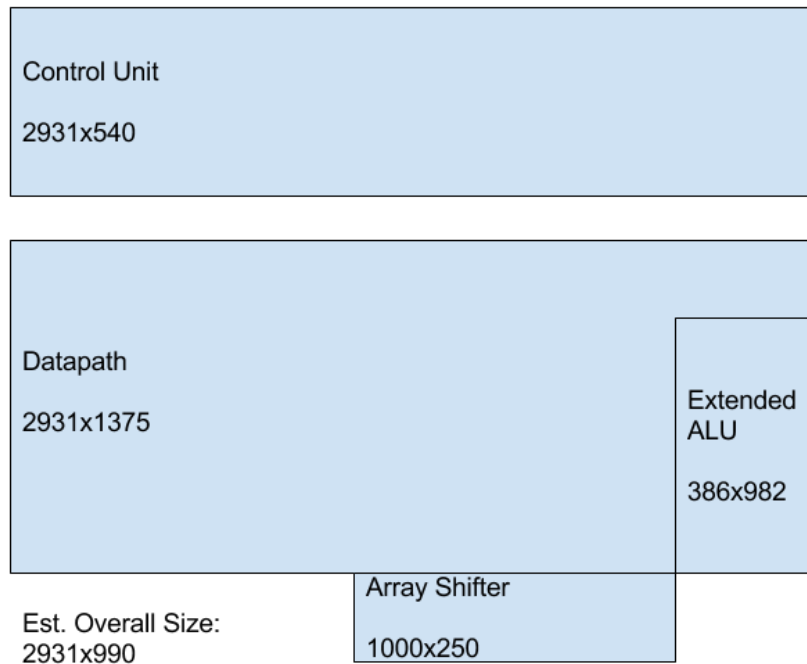 Control Unit
2931x540
Datapath
2931x1375
Extended
ALU
386x982
Array Shifter
1000x250
Est. Overall Size:
2931x990